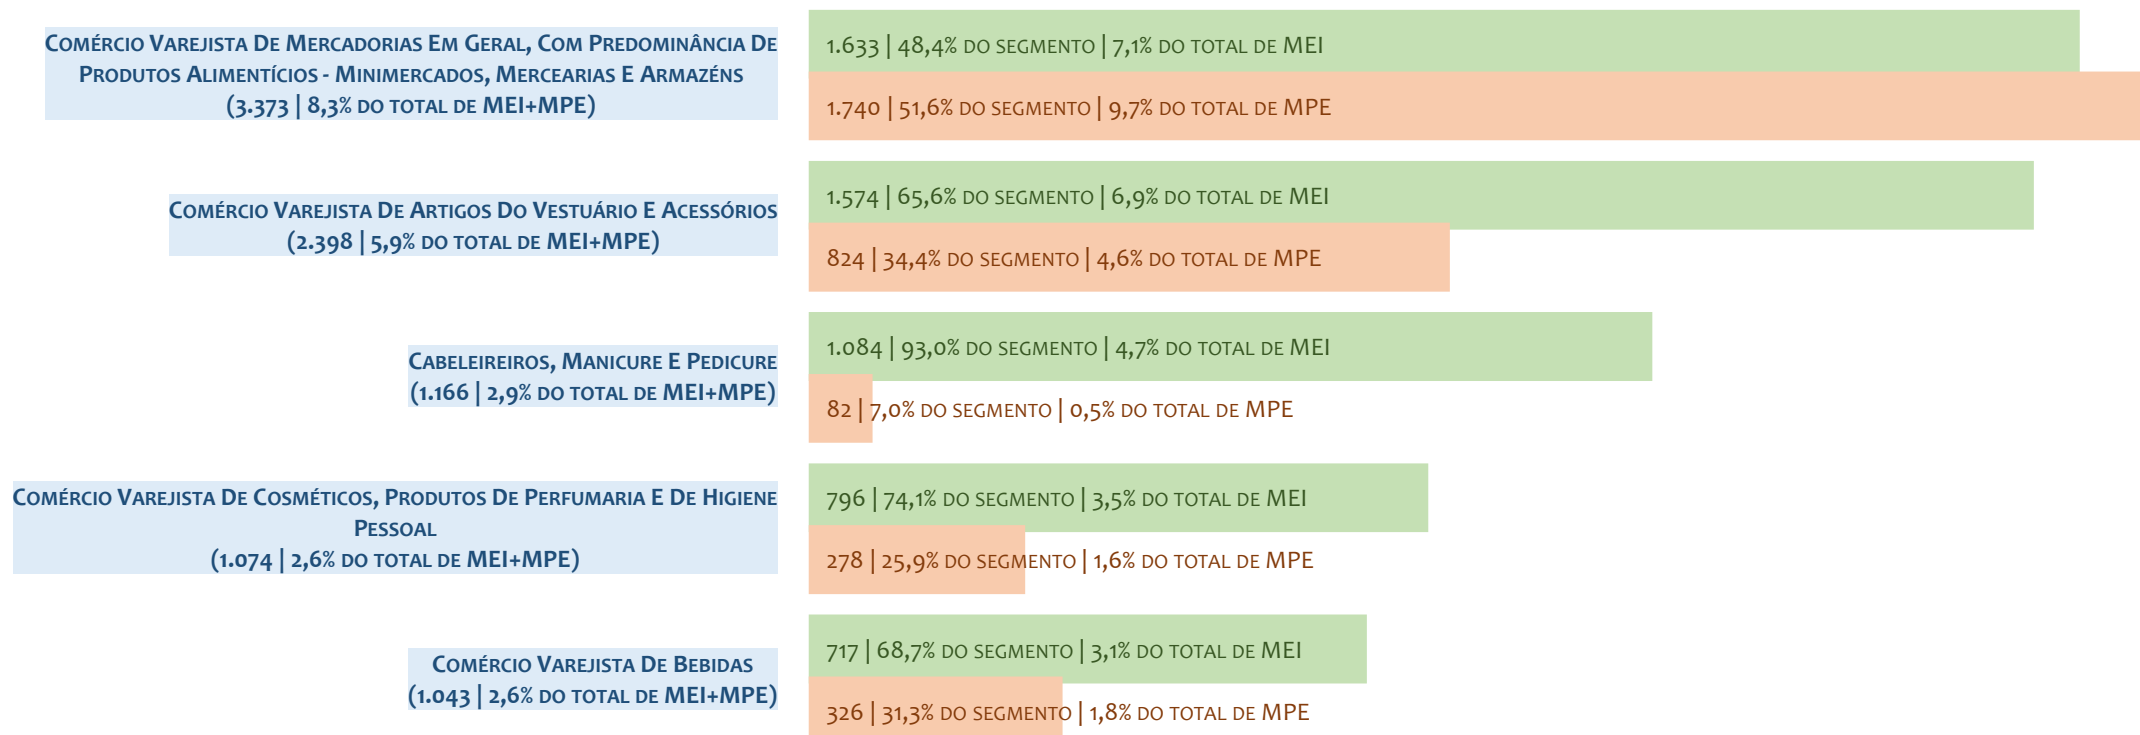 Comércio Varejista De Mercadorias Em Geral, Com Predominância De
Produtos Alimentícios - Minimercados, Mercearias E Armazéns
(3.373 | 8,3% do total de MEI+MPE)
1.633 | 48,4% do segmento | 7,1% do total de MEI
1.740 | 51,6% do segmento | 9,7% do total de MPE
Comércio Varejista De Artigos Do Vestuário E Acessórios
(2.398 | 5,9% do total de MEI+MPE)
1.574 | 65,6% do segmento | 6,9% do total de MEI
824 | 34,4% do segmento | 4,6% do total de MPE
Cabeleireiros, Manicure E Pedicure
(1.166 | 2,9% do total de MEI+MPE)
1.084 | 93,0% do segmento | 4,7% do total de MEI
82 | 7,0% do segmento | 0,5% do total de MPE
Comércio Varejista De Cosméticos, Produtos De Perfumaria E De Higiene
Pessoal
(1.074 | 2,6% do total de MEI+MPE)
796 | 74,1% do segmento | 3,5% do total de MEI
278 | 25,9% do segmento | 1,6% do total de MPE
Comércio Varejista De Bebidas
(1.043 | 2,6% do total de MEI+MPE)
717 | 68,7% do segmento | 3,1% do total de MEI
326 | 31,3% do segmento | 1,8% do total de MPE